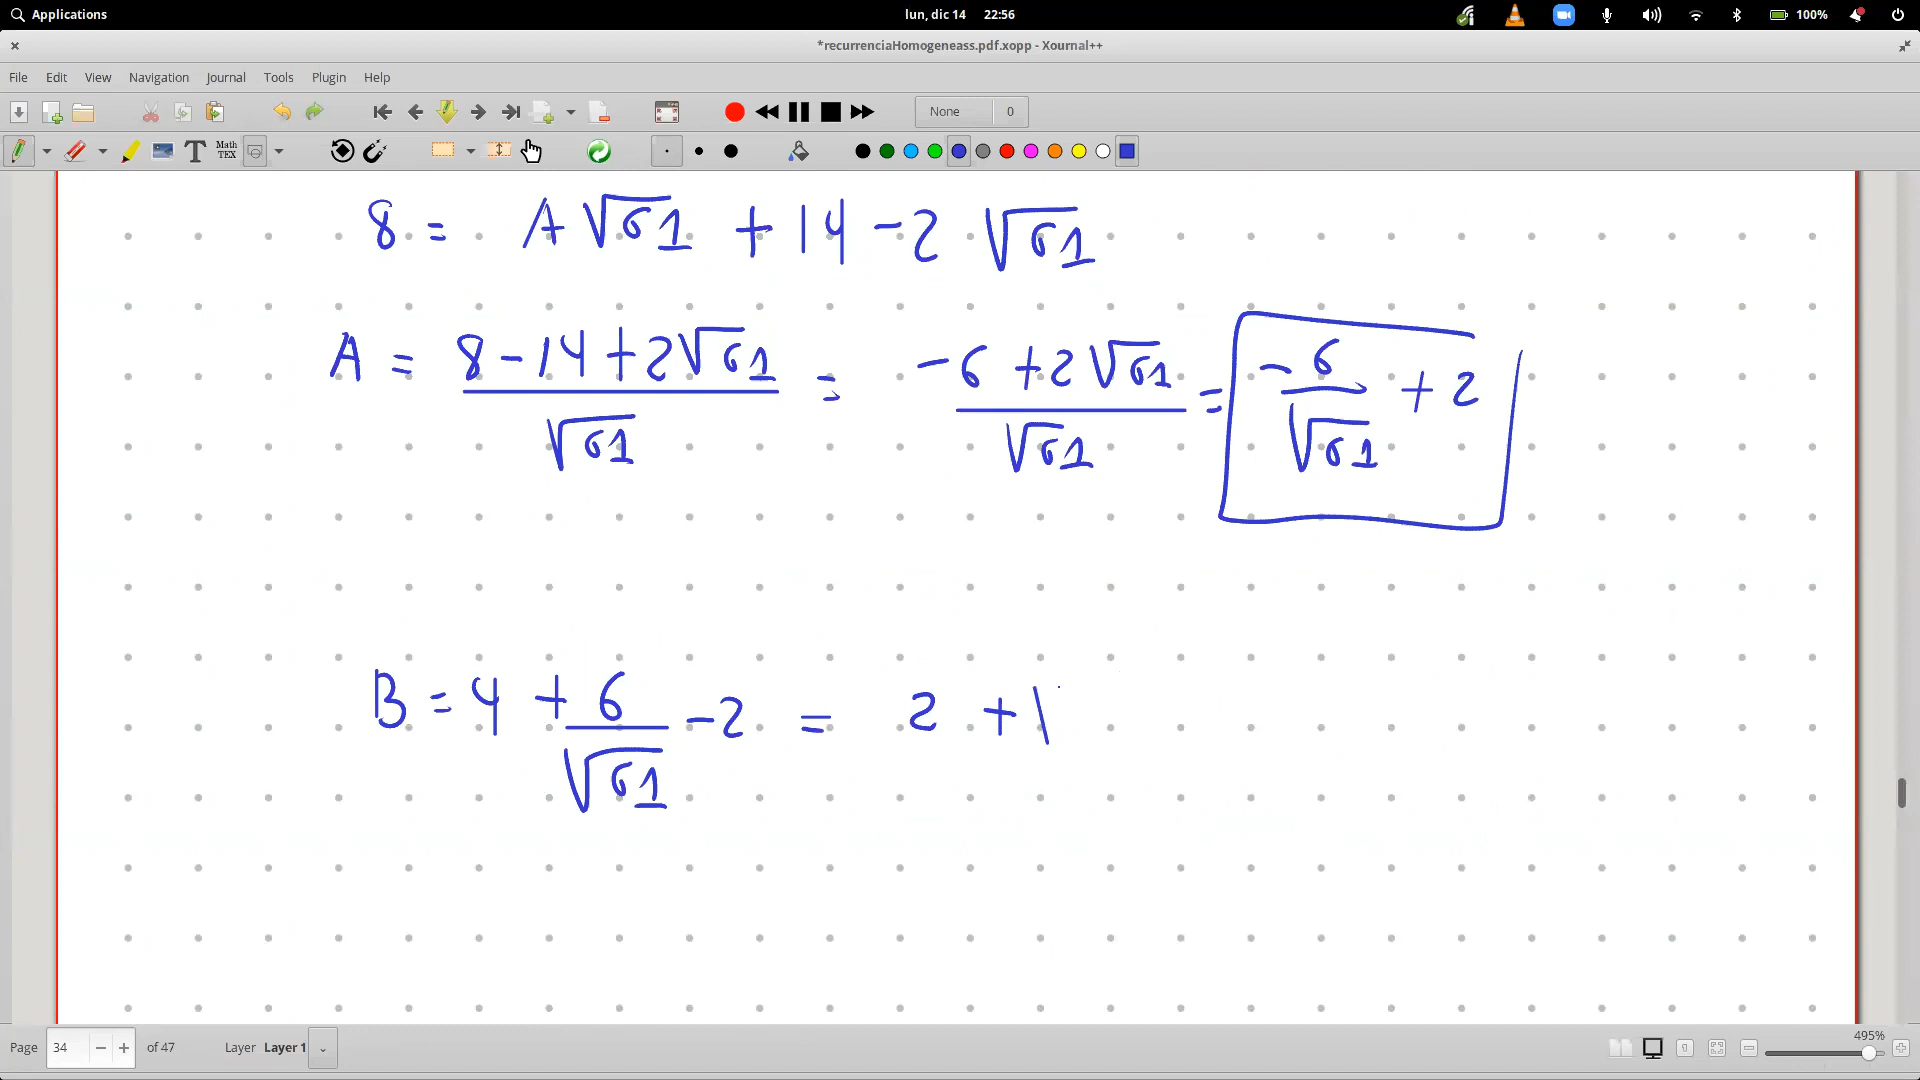 Applications lun, dic 14 22:56 100%
*recurrenciaHomogeneass.pdf.xopp - Xournal++
File Edit View Navigation Journal Tools Plugin Help
None 0
T Math TEX
8 = A √61 + 14 - 2 √61
A = (8 - 14 + 2√61)/√61 = (-6 + 2√61)/√61 = -6/√61 + 2
B = 4 + 6/√61 - 2 = 2 +
Page 34 of 47 Layer Layer 1 495%